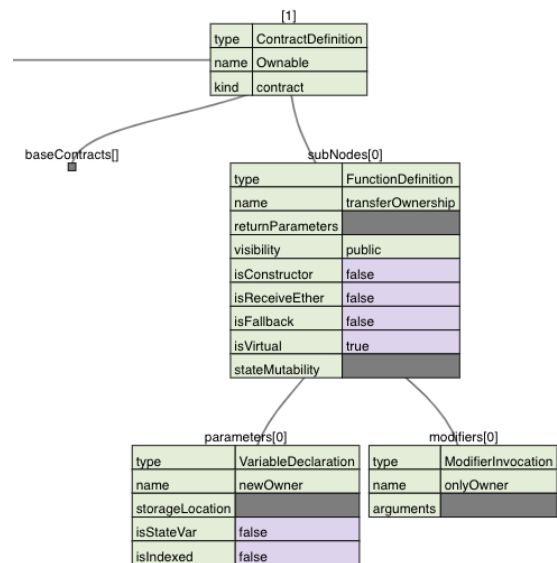 [1]
type ContractDefinition
name Ownable
kind contract
baseContracts[]
subNodes[0]
type FunctionDefinition
name transferOwnership
returnParameters
visibility public
isConstructor false
isReceiveEther false
isFallback false
isVirtual true
stateMutability
parameters[0]
type VariableDeclaration
name newOwner
storageLocation
isStateVar false
isIndexed false
modifiers[0]
type ModifierInvocation
name onlyOwner
arguments